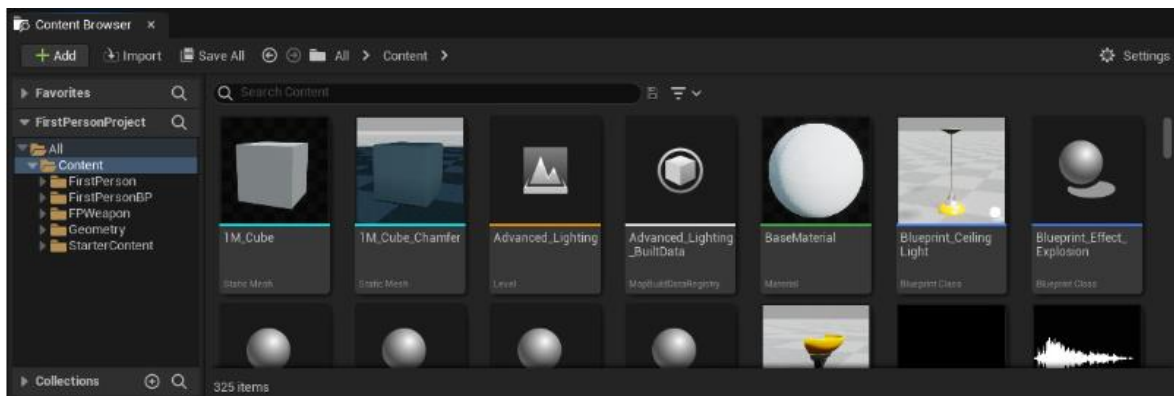 Content Browser ×
+ Add Import Save All All > Content > Settings
Favorites
Search Content
FirstPersonProject
All
Content
FirstPerson
FirstPersonBP
FPWeapon
Geometry
StarterContent
1M_Cube
Static Mesh
1M_Cube_Chamfer
Static Mesh
Advanced_Lighting
Level
Advanced_Lighting
_BuiltData
MapBuildDataRegistry
BaseMaterial
Material
Blueprint_Ceiling
Light
Blueprint Class
Blueprint_Effect_
Explosion
Blueprint Class
Collections
325 items